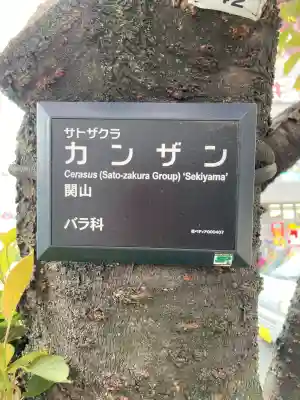 サトザクラ
カンザン
Cerasus (Sato-zakura Group) 'Sekiyama'
関山
バラ科